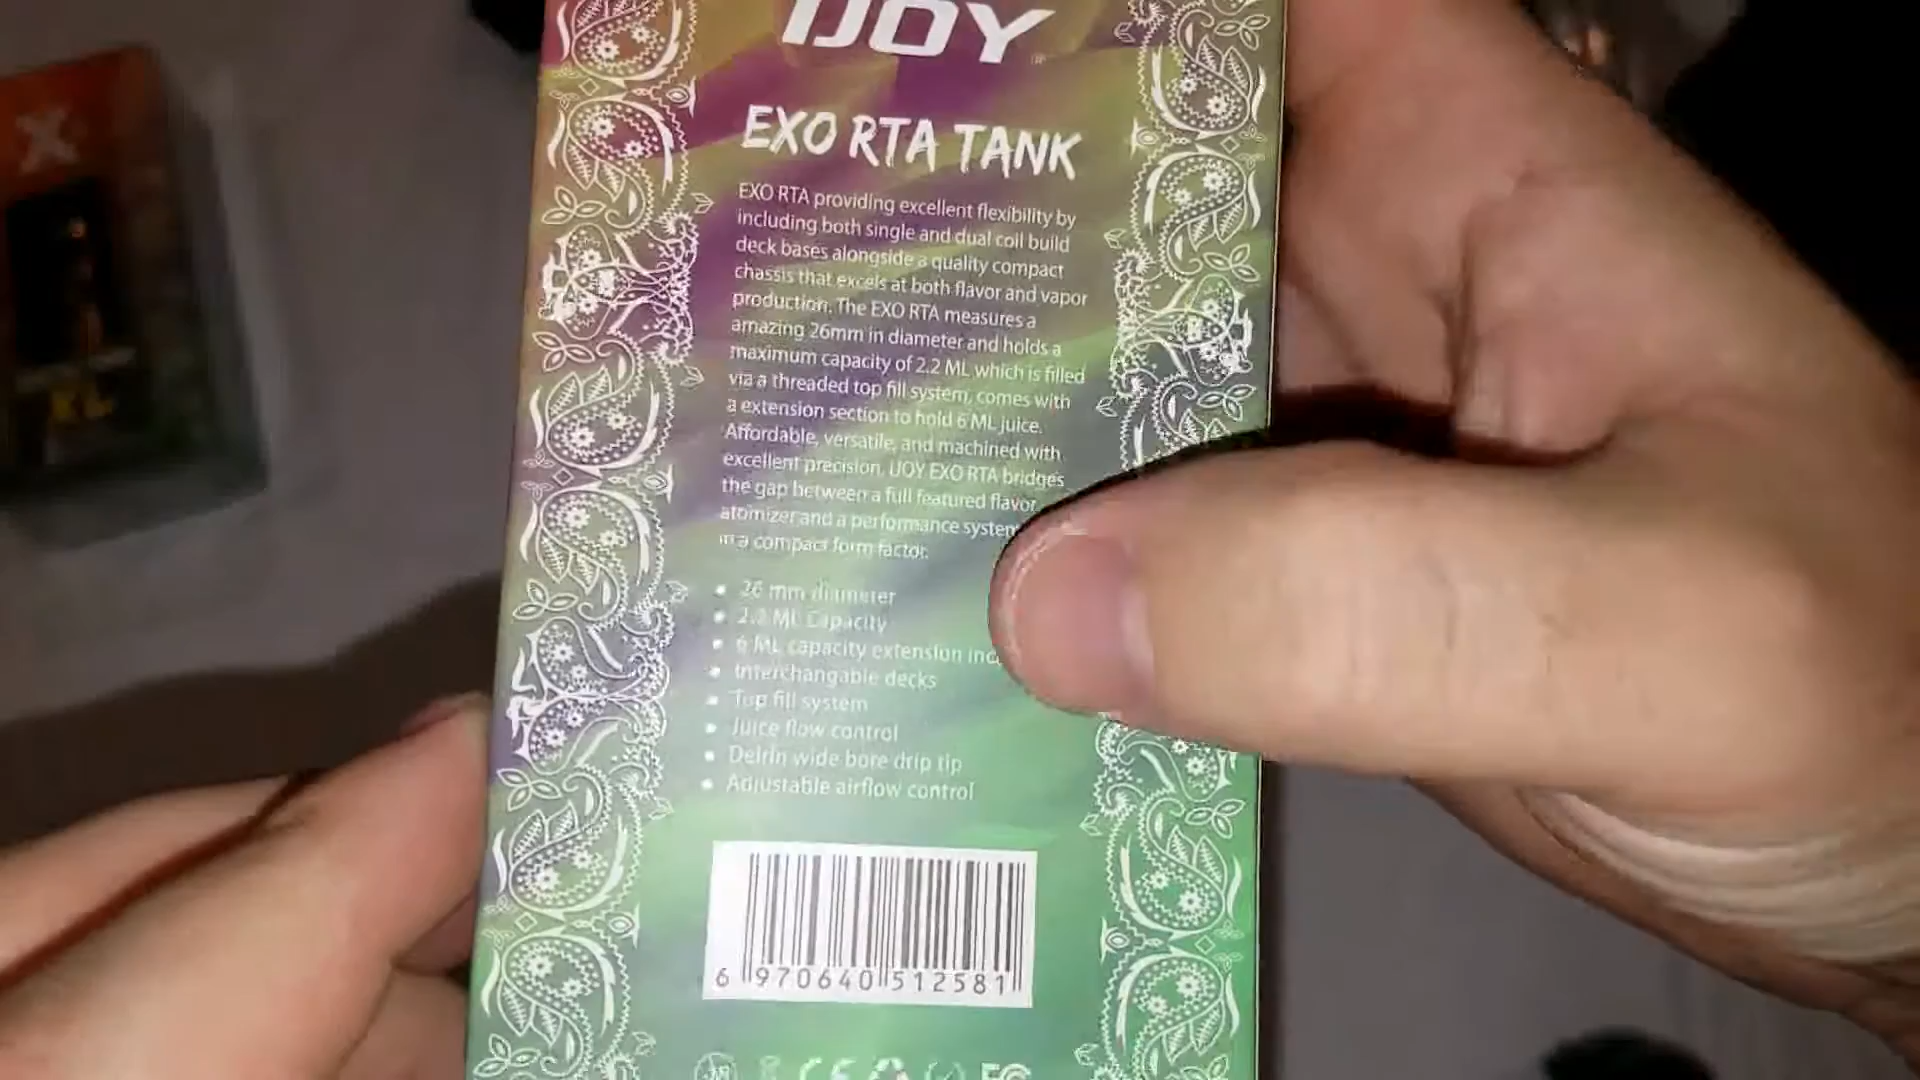 IJOY
EXO RTA TANK
EXO RTA providing excellent flexibility by
including both single and dual coil build
deck bases alongside a quality compact
chassis that excels at both flavor and vapor
production. The EXO RTA measures a
amazing 26mm in diameter and holds a
maximum capacity of 2.2 ML which is filled
via a threaded top fill system, comes with
a extension section to hold 6 ML juice.
Affordable, versatile, and machined with
excellent precision. IJOY EXO RTA bridges
the gap between a full featured flavor
atomizer and a performance system
in a compact form factor.
• 26 mm diameter
• 2.2 ML Capacity
• 6 ML capacity extension inc
• Interchangable decks
• Top fill system
• Juice flow control
• Delrin wide bore drip tip
• Adjustable airflow control
6 970640 512581
X
XL